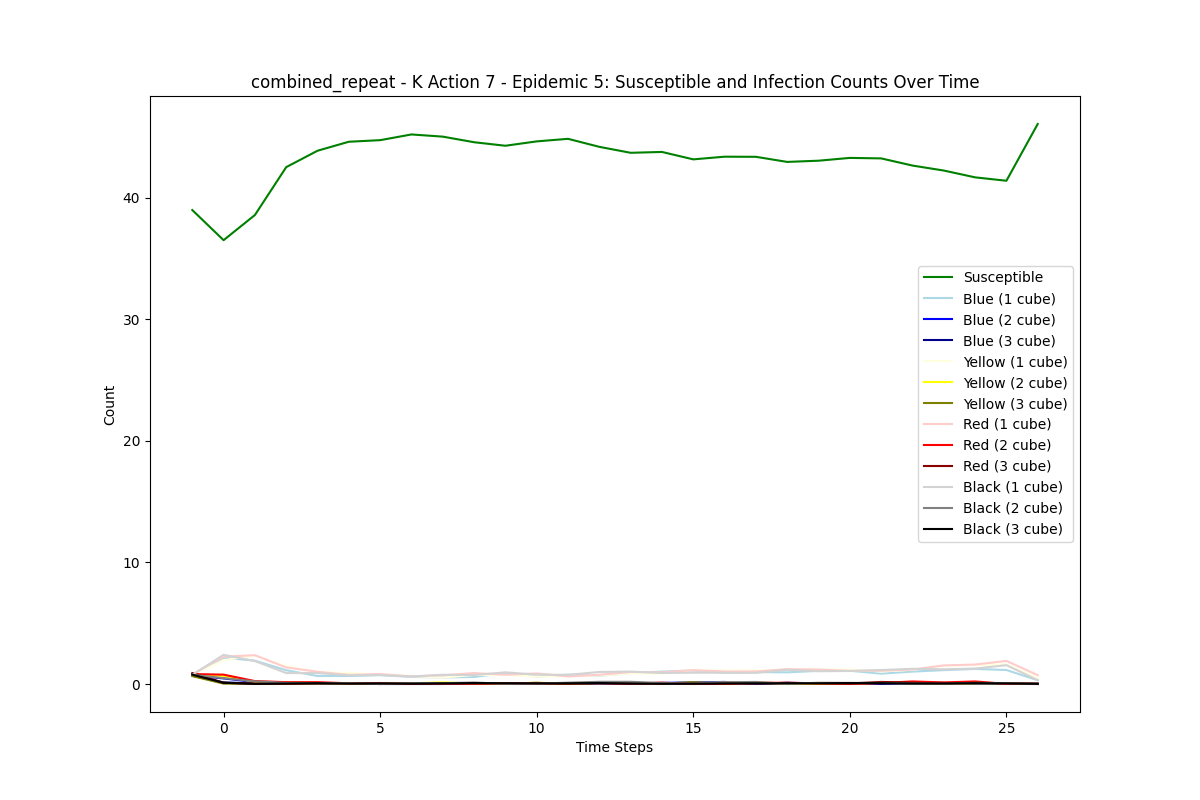 combined_repeat - K Action 7 - Epidemic 5: Susceptible and Infection Counts Over Time
Count
40
30
20
10
0
Susceptible
Blue (1 cube)
Blue (2 cube)
Blue (3 cube)
Yellow (1 cube)
Yellow (2 cube)
Yellow (3 cube)
Red (1 cube)
Red (2 cube)
Red (3 cube)
Black (1 cube)
Black (2 cube)
Black (3 cube)
0 5 10 15 20 25
Time Steps